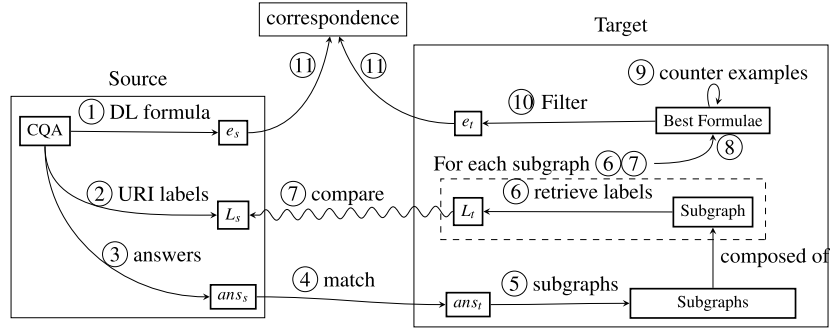 correspondence
Target
Source
⑪ ⑪
⑨ counter examples
① DL formula
⑩ Filter
CQA
e_s
e_t
Best Formulae
⑧
For each subgraph ⑥ ⑦
② URI labels
⑦ compare
⑥ retrieve labels
L_s
L_t
Subgraph
③ answers
composed of
④ match
⑤ subgraphs
ans_s
ans_t
Subgraphs